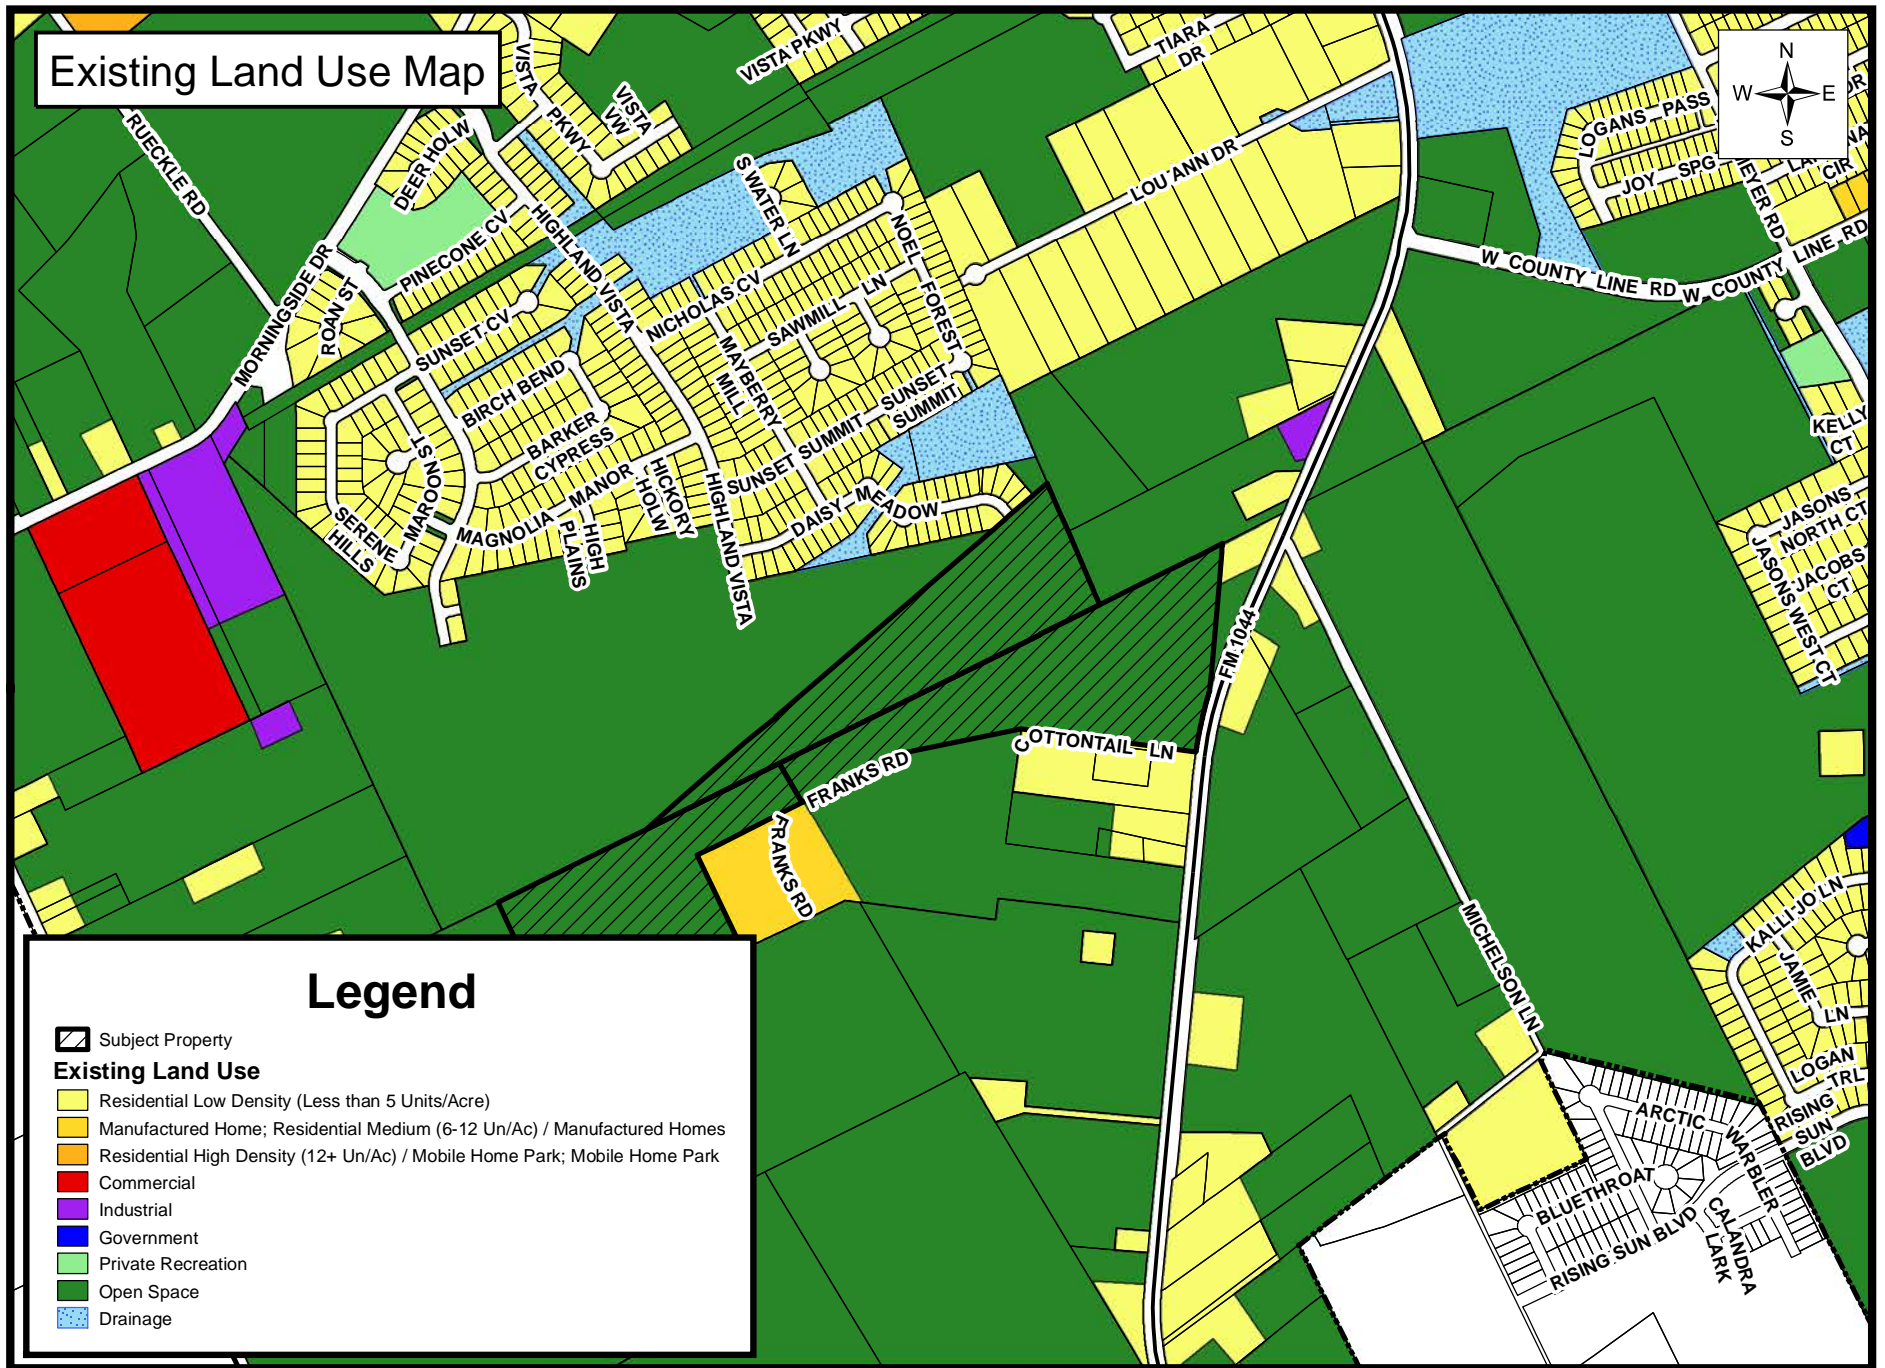 Existing Land Use Map
N
W E
S
VISTA PKWY
VISTA PKWY
VISTA VW
TIARA DR
RUECKLE RD
DEER HOLW
S WATER LN
LOU ANN DR
LOGANS PASS
JOY SPG
CIR
MORNINGSIDE DR
ROAN ST
PINECONE CV
HIGHLAND VISTA
NOEL FOREST
NICHOLAS CV
SAWMILL LN
SUNSET CV
MAYBERRY MILL
BIRCH BEND
BARKER CYPRESS
SUNSET SUMMIT
SUNSET SUMMIT
MAROON ST
MAGNOLIA MANOR
HICKORY HOLW
HIGH PLAINS
HIGHLAND VISTA
DAISY MEADOW
SERENE HILLS
W COUNTY LINE RD
W COUNTY LINE RD
KELLY CT
JASONS NORTH CT
JACOBS CT
JASONS WEST CT
FM 1044
COTTONTAIL LN
FRANKS RD
FRANKS RD
MICHELSON LN
KALLI JO LN
JAMIE LN
LOGAN TRL
RISING SUN BLVD
ARCTIC WARBLER
BLUETHROAT
RISING SUN BLVD
CALANDRA LARK
Legend
Subject Property
Existing Land Use
Residential Low Density (Less than 5 Units/Acre)
Manufactured Home; Residential Medium (6-12 Un/Ac) / Manufactured Homes
Residential High Density (12+ Un/Ac) / Mobile Home Park; Mobile Home Park
Commercial
Industrial
Government
Private Recreation
Open Space
Drainage